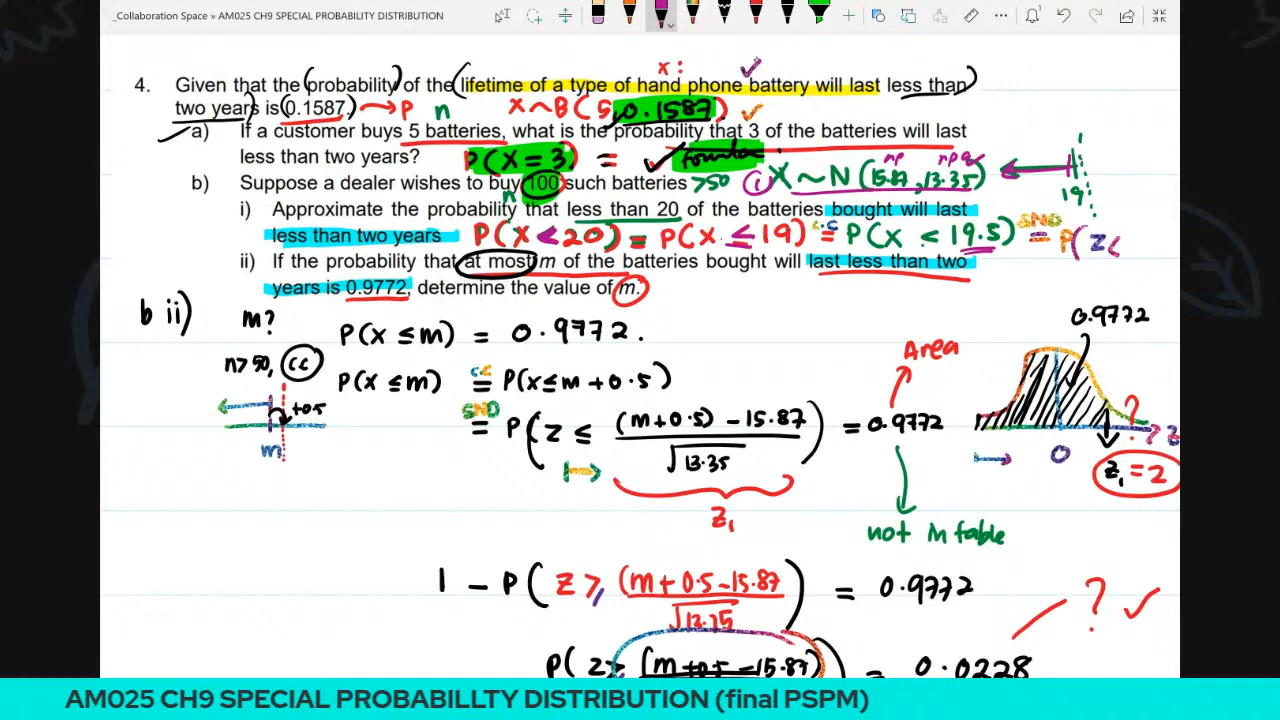 _Collaboration Space » AM025 CH9 SPECIAL PROBABILITY DISTRIBUTION
x :
4. Given that the (probability) of the (lifetime of a type of hand phone battery will last less than)
two years is (0.1587.) → P n X ~ B ( 5, 0.1587 )
a) If a customer buys 5 batteries, what is the probability that 3 of the batteries will last
less than two years? P(X = 3) = formula
b) Suppose a dealer wishes to buy 100 such batteries >50 (i) X ~ N (15.87, 13.35)
n np npq 19
i) Approximate the probability that less than 20 of the batteries bought will last
less than two years P(X < 20) = P(X ≤ 19) c.c = P(X < 19.5) SND = P( Z <
ii) If the probability that at most m of the batteries bought will last less than two
years is 0.9772, determine the value of m.
b ii) m? P(X ≤ m) = 0.9772.
0.9772
n > 50, CC P(X ≤ m) cc = P(X ≤ m + 0.5)
Area
+0.5
m
SND = P( Z ≤ (m+0.5) - 15.87 / √13.35 ) = 0.9772
? 0 z
z₁ = 2
z₁
not in table
1 - P( Z ≥ (m + 0.5 - 15.87 / √13.35 ) = 0.9772
? ✓
P( Z ≥ (m + 0.5 - 15.87) ) = 0.0228
AM025 CH9 SPECIAL PROBABILLTY DISTRIBUTION (final PSPM)